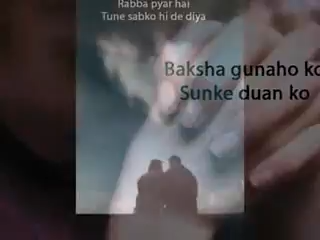 Rabba pyar hai
Tune sabko hi de diya
Baksha gunaho ko
Sunke duan ko